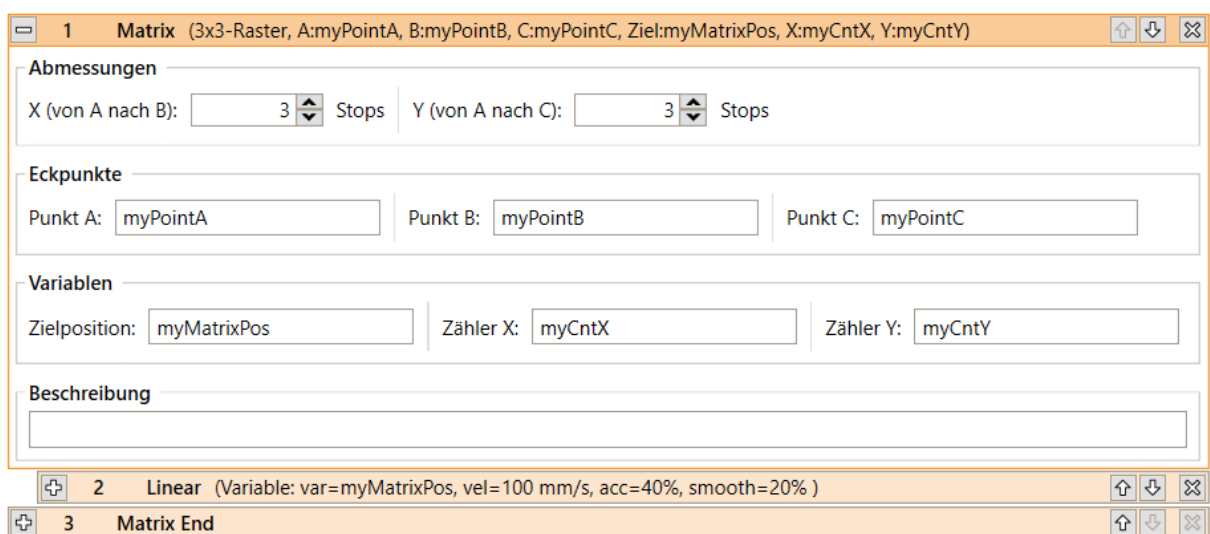 1 Matrix (3x3-Raster, A:myPointA, B:myPointB, C:myPointC, Ziel:myMatrixPos, X:myCntX, Y:myCntY)
Abmessungen
X (von A nach B): 3 Stops Y (von A nach C): 3 Stops
Eckpunkte
Punkt A: myPointA Punkt B: myPointB Punkt C: myPointC
Variablen
Zielposition: myMatrixPos Zähler X: myCntX Zähler Y: myCntY
Beschreibung
2 Linear (Variable: var=myMatrixPos, vel=100 mm/s, acc=40%, smooth=20% )
3 Matrix End